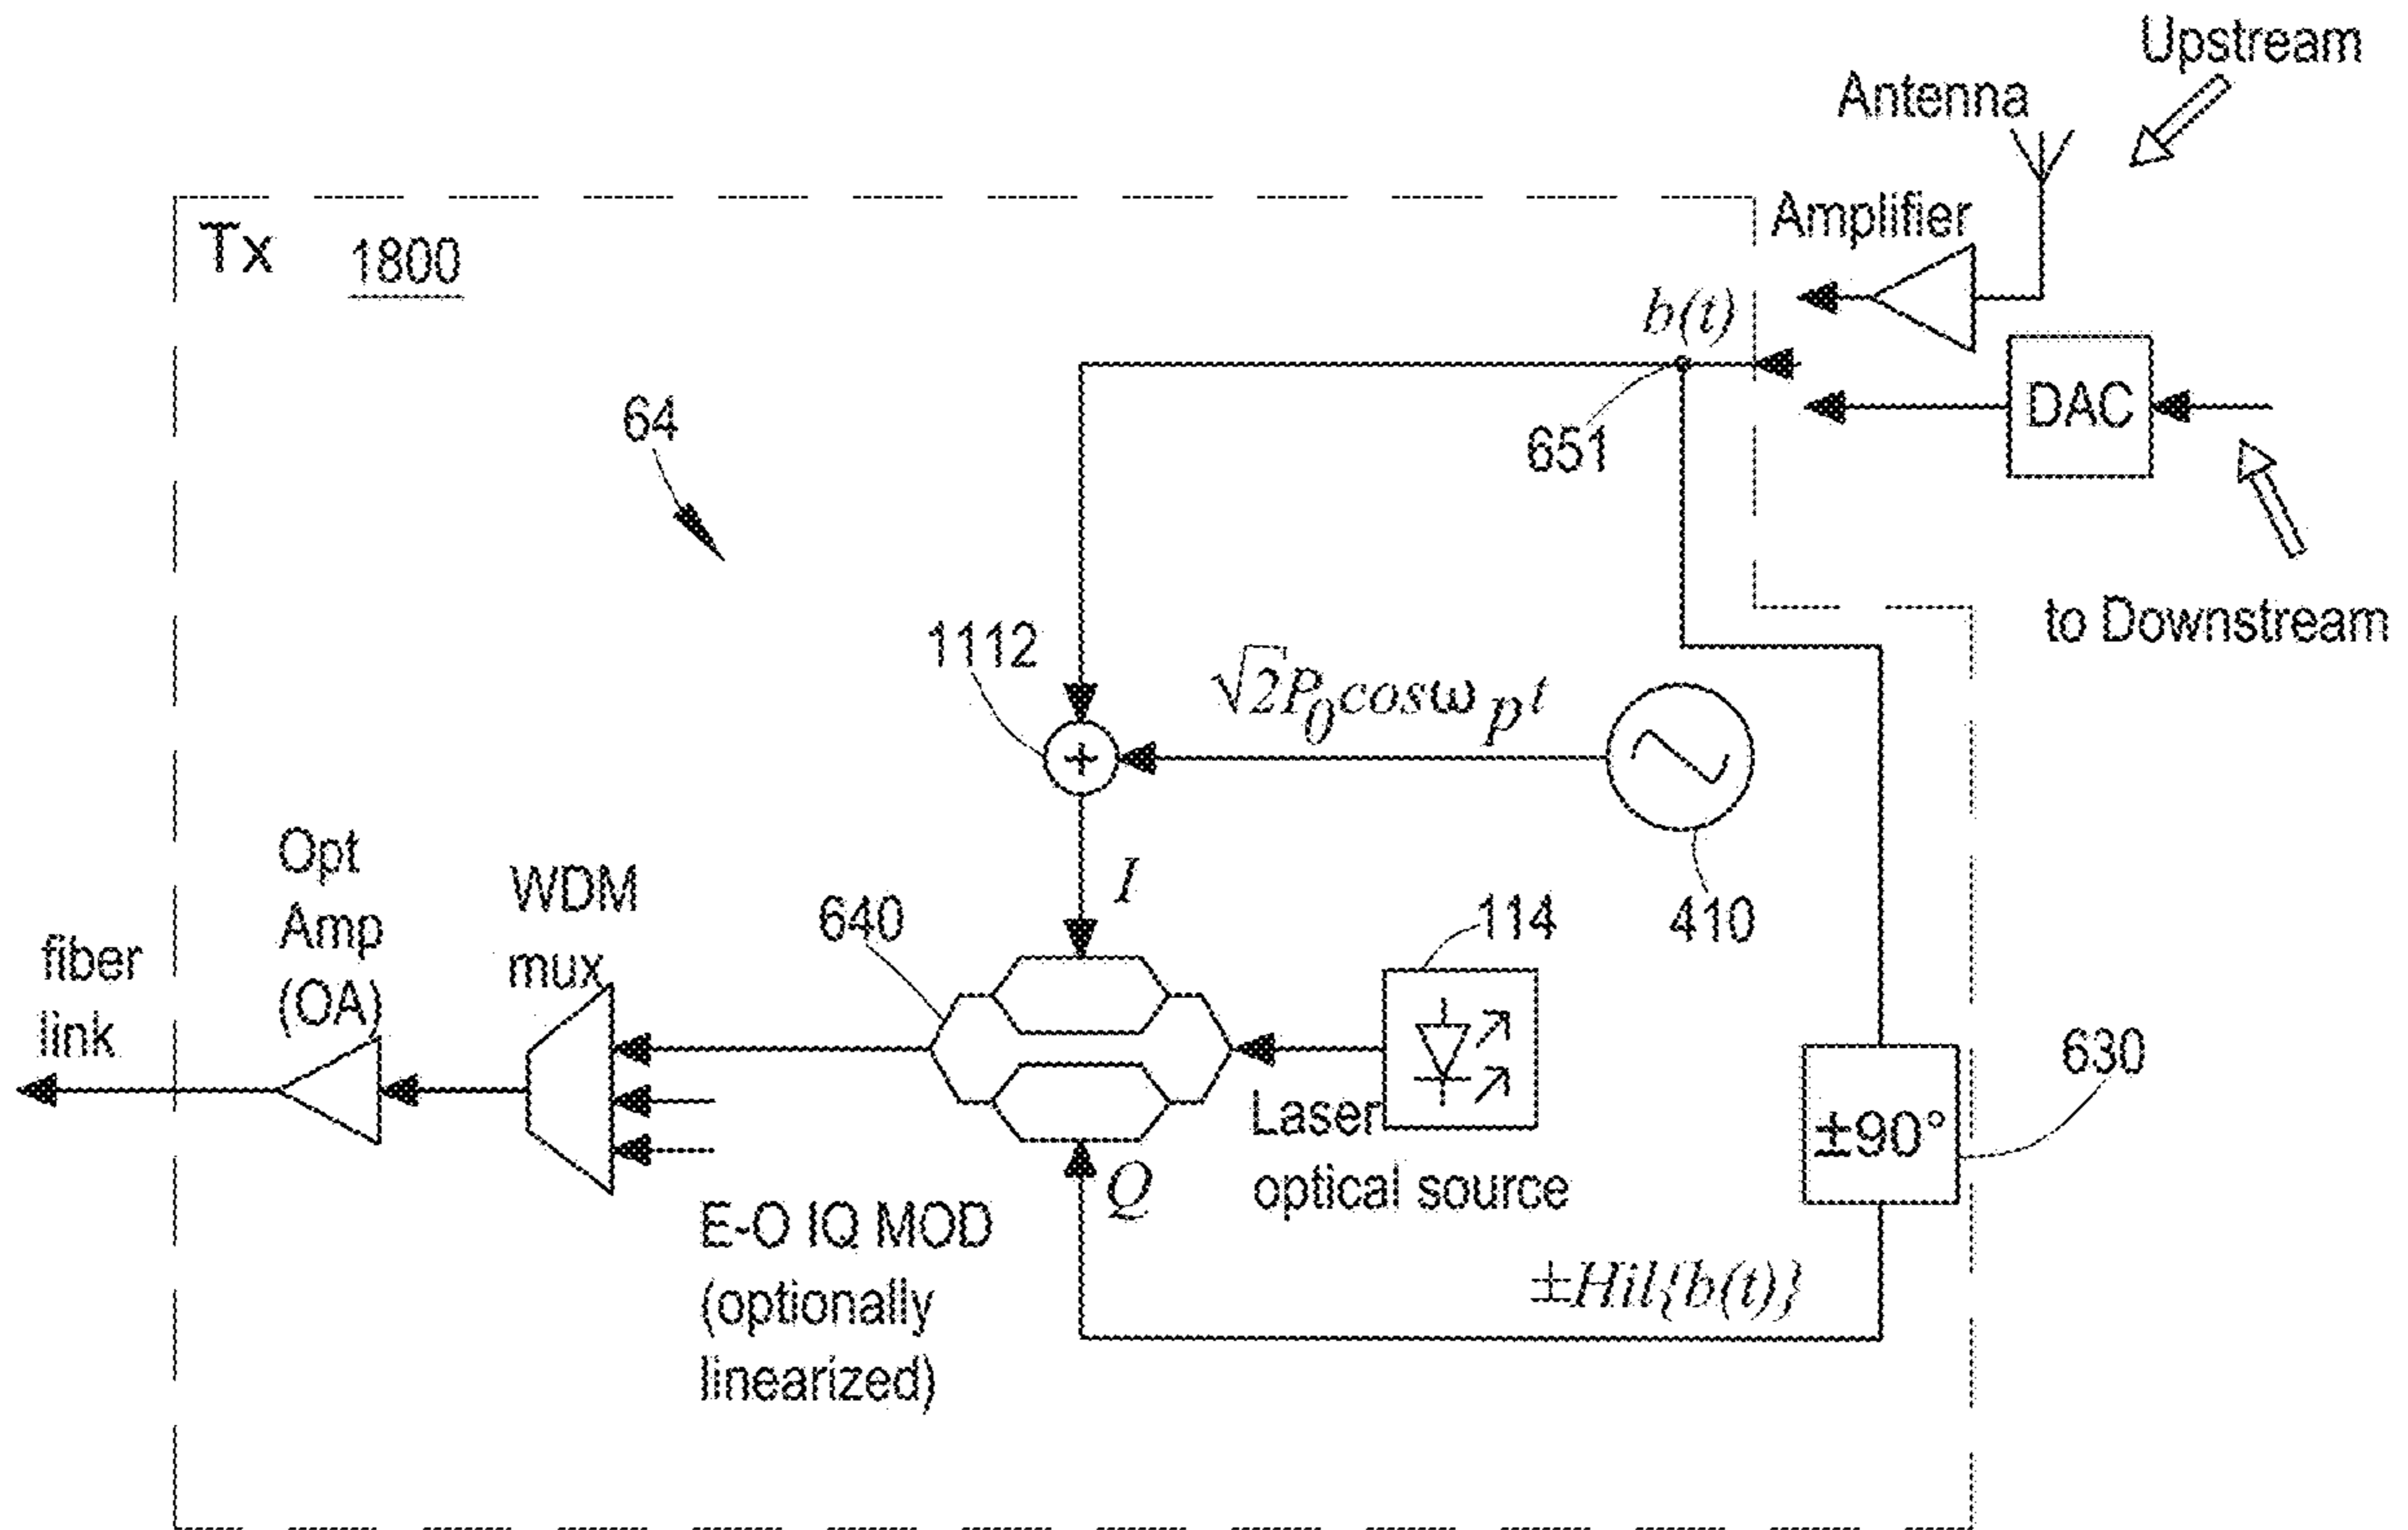 Upstream
Antenna
Tx 1800
Amplifier
b(t)
DAC
64
651
to Downstream
1112
√2P₀cosω_p t
+
Opt
Amp
(OA)
WDM
mux
fiber
link
I
640
114
410
630
±90°
Laser
optical source
Q
E-O IQ MOD
(optionally
linearized)
±Hil{b(t)}